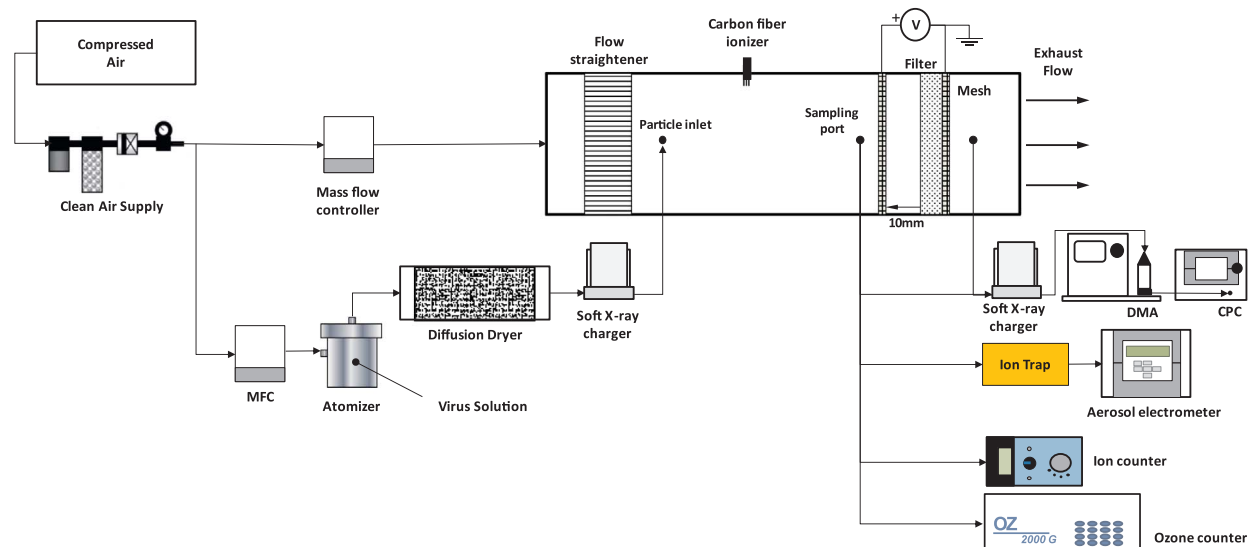 Compressed
Air
Clean Air Supply
Mass flow
controller
MFC
Atomizer
Virus Solution
Diffusion Dryer
Soft X-ray
charger
Flow
straightener
Particle inlet
Carbon fiber
ionizer
Sampling
port
+
V
Filter
Mesh
10mm
Exhaust
Flow
Soft X-ray
charger
DMA
CPC
Ion Trap
Aerosol electrometer
Ion counter
OZ
2000 G
Ozone counter